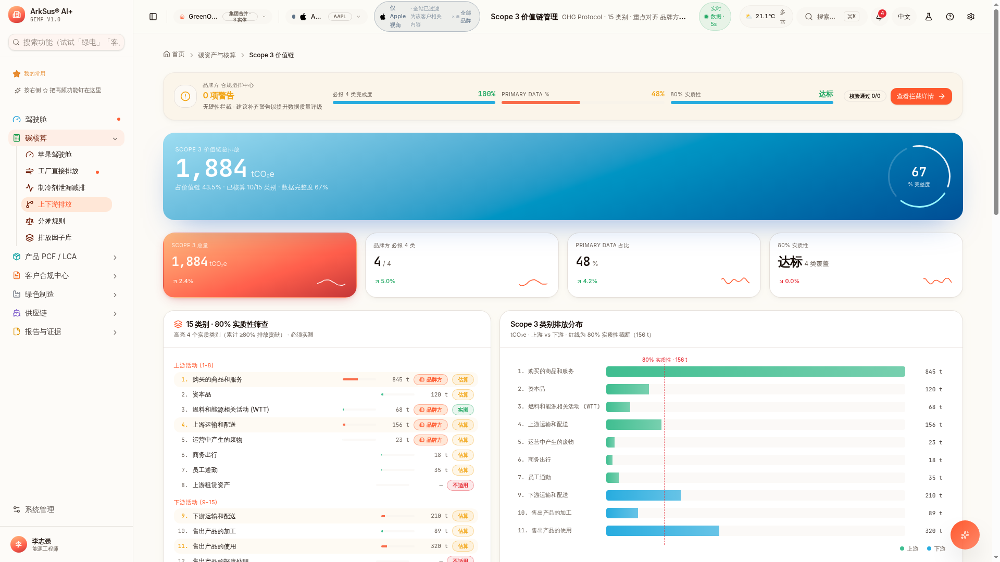 ArkSus® AI+
GEMP V1.0
搜索功能（试试「绿电」「客.
我的常用
按右侧 ☆ 把高频功能钉在这里
驾驶舱
碳核算
苹果驾驶舱
工厂直接排放
制冷剂泄漏减排
上下游排放
分摊规则
排放因子库
产品 PCF / LCA
客户合规中心
绿色制造
供应链
报告与证据
系统管理
李
李志强
能源工程师
GreenO...
集团合并 · 3 实体
A...
AAPL
仅 Apple 视角
· 全站已过滤为该客户相关内容
× 全部品牌
Scope 3 价值链管理
GHG Protocol · 15 类别 · 重点对齐 品牌方...
实时数据 · 5s
21.1°C
多云
搜索...
⌘K
4
中文
首页
碳资产与核算
Scope 3 价值链
品牌方 合规指挥中心
0 项警告
无硬性拦截 · 建议补齐警告以提升数据质量评级
必报 4 类完成度
100%
PRIMARY DATA %
48%
80% 实质性
达标
校验通过 0/0
查看拦截详情
SCOPE 3 价值链总排放
1,884 tCO₂e
占价值链 43.5% · 已核算 10/15 类别 · 数据完整度 67%
67
% 完整度
SCOPE 3 总量
1,884 tCO₂e
2.4%
品牌方 必报 4 类
4 / 4
5.0%
PRIMARY DATA 占比
48 %
4.2%
80% 实质性
达标 4 类覆盖
0.0%
15 类别 · 80% 实质性筛查
高亮 4 个实质类别（累计 ≥80% 排放贡献） · 必须实测
上游活动 (1-8)
1. 购买的商品和服务 845 t 品牌方 估算
2. 资本品 120 t 估算
3. 燃料和能源相关活动 (WTT) 68 t 品牌方 实测
4. 上游运输和配送 156 t 品牌方 估算
5. 运营中产生的废物 23 t 品牌方 估算
6. 商务出行 18 t 估算
7. 员工通勤 35 t 估算
8. 上游租赁资产 — 不适用
下游活动 (9-15)
9. 下游运输和配送 210 t 估算
10. 售出产品的加工 89 t 估算
11. 售出产品的使用 320 t 估算
12. 售出产品的报废处理 — 不适用
Scope 3 类别排放分布
tCO₂e · 上游 vs 下游 · 红线为 80% 实质性截断（156 t）
80% 实质性 · 156 t
1. 购买的商品和服务 845 t
2. 资本品 120 t
3. 燃料和能源相关活动 (WTT) 68 t
4. 上游运输和配送 156 t
5. 运营中产生的废物 23 t
6. 商务出行 18 t
7. 员工通勤 35 t
9. 下游运输和配送 210 t
10. 售出产品的加工 89 t
11. 售出产品的使用 320 t
上游
下游